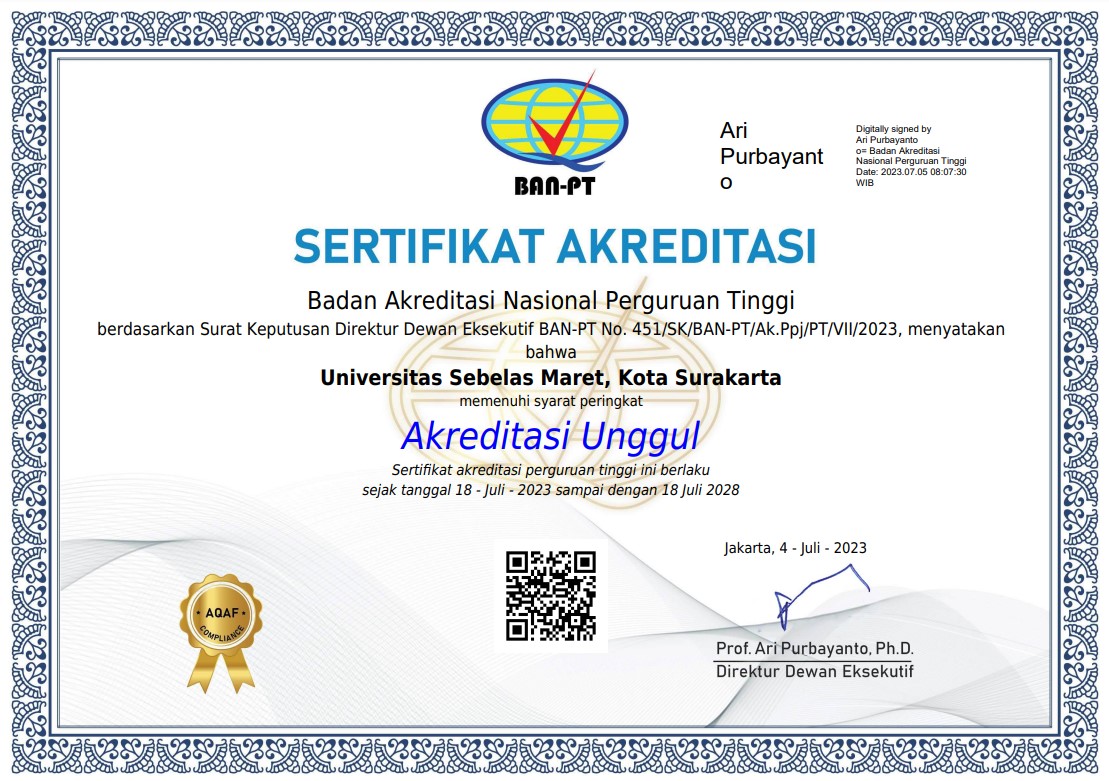 BAN-PT
Ari
Purbayant
o
Digitally signed by
Ari Purbayanto
o= Badan Akreditasi
Nasional Perguruan Tinggi
Date: 2023.07.05 08:07:30
WIB
SERTIFIKAT AKREDITASI
Badan Akreditasi Nasional Perguruan Tinggi
berdasarkan Surat Keputusan Direktur Dewan Eksekutif BAN-PT No. 451/SK/BAN-PT/Ak.Ppj/PT/VII/2023, menyatakan
bahwa
Universitas Sebelas Maret, Kota Surakarta
memenuhi syarat peringkat
Akreditasi Unggul
Sertifikat akreditasi perguruan tinggi ini berlaku
sejak tanggal 18 - Juli - 2023 sampai dengan 18 Juli 2028
Jakarta, 4 - Juli - 2023
AQAF
COMPLIANCE
Prof. Ari Purbayanto, Ph.D.
Direktur Dewan Eksekutif